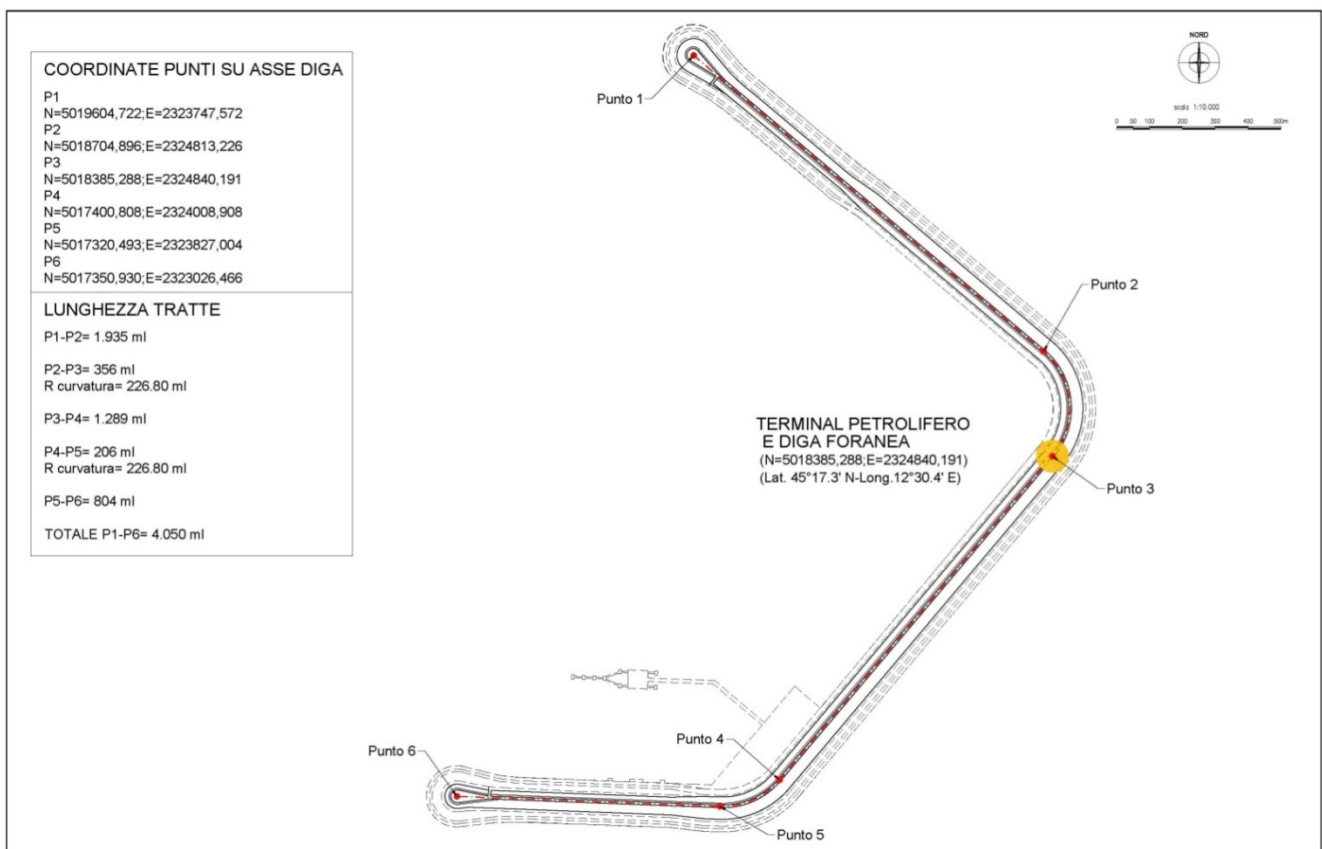 COORDINATE PUNTI SU ASSE DIGA
P1
N=5019604,722;E=2323747,572
P2
N=5018704,896;E=2324813,226
P3
N=5018385,288;E=2324840,191
P4
N=5017400,808;E=2324008,908
P5
N=5017320,493;E=2323827,004
P6
N=5017350,930;E=2323026,466
LUNGHEZZA TRATTE
P1-P2= 1.935 ml
P2-P3= 356 ml
R curvatura= 226.80 ml
P3-P4= 1.289 ml
P4-P5= 206 ml
R curvatura= 226.80 ml
P5-P6= 804 ml
TOTALE P1-P6= 4.050 ml
NORD
scala 1:10.000
0 50 100 200 300 400 500m
Punto 1
Punto 2
TERMINAL PETROLIFERO
E DIGA FORANEA
(N=5018385,288;E=2324840,191)
(Lat. 45°17.3' N-Long.12°30.4' E)
Punto 3
Punto 4
Punto 6
Punto 5